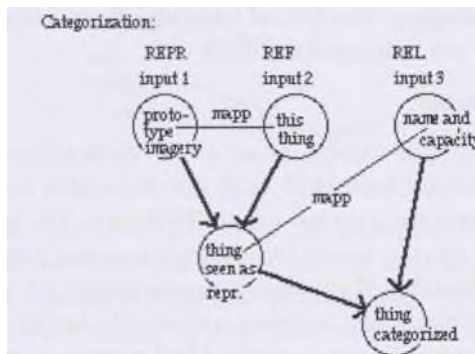 Categorization:
REPR REF REL
input 1 input 2 input 3
proto-
type
imagery
mapp
this
thing
name and
capacity
mapp
thing
seen as
repr.
thing
categorized